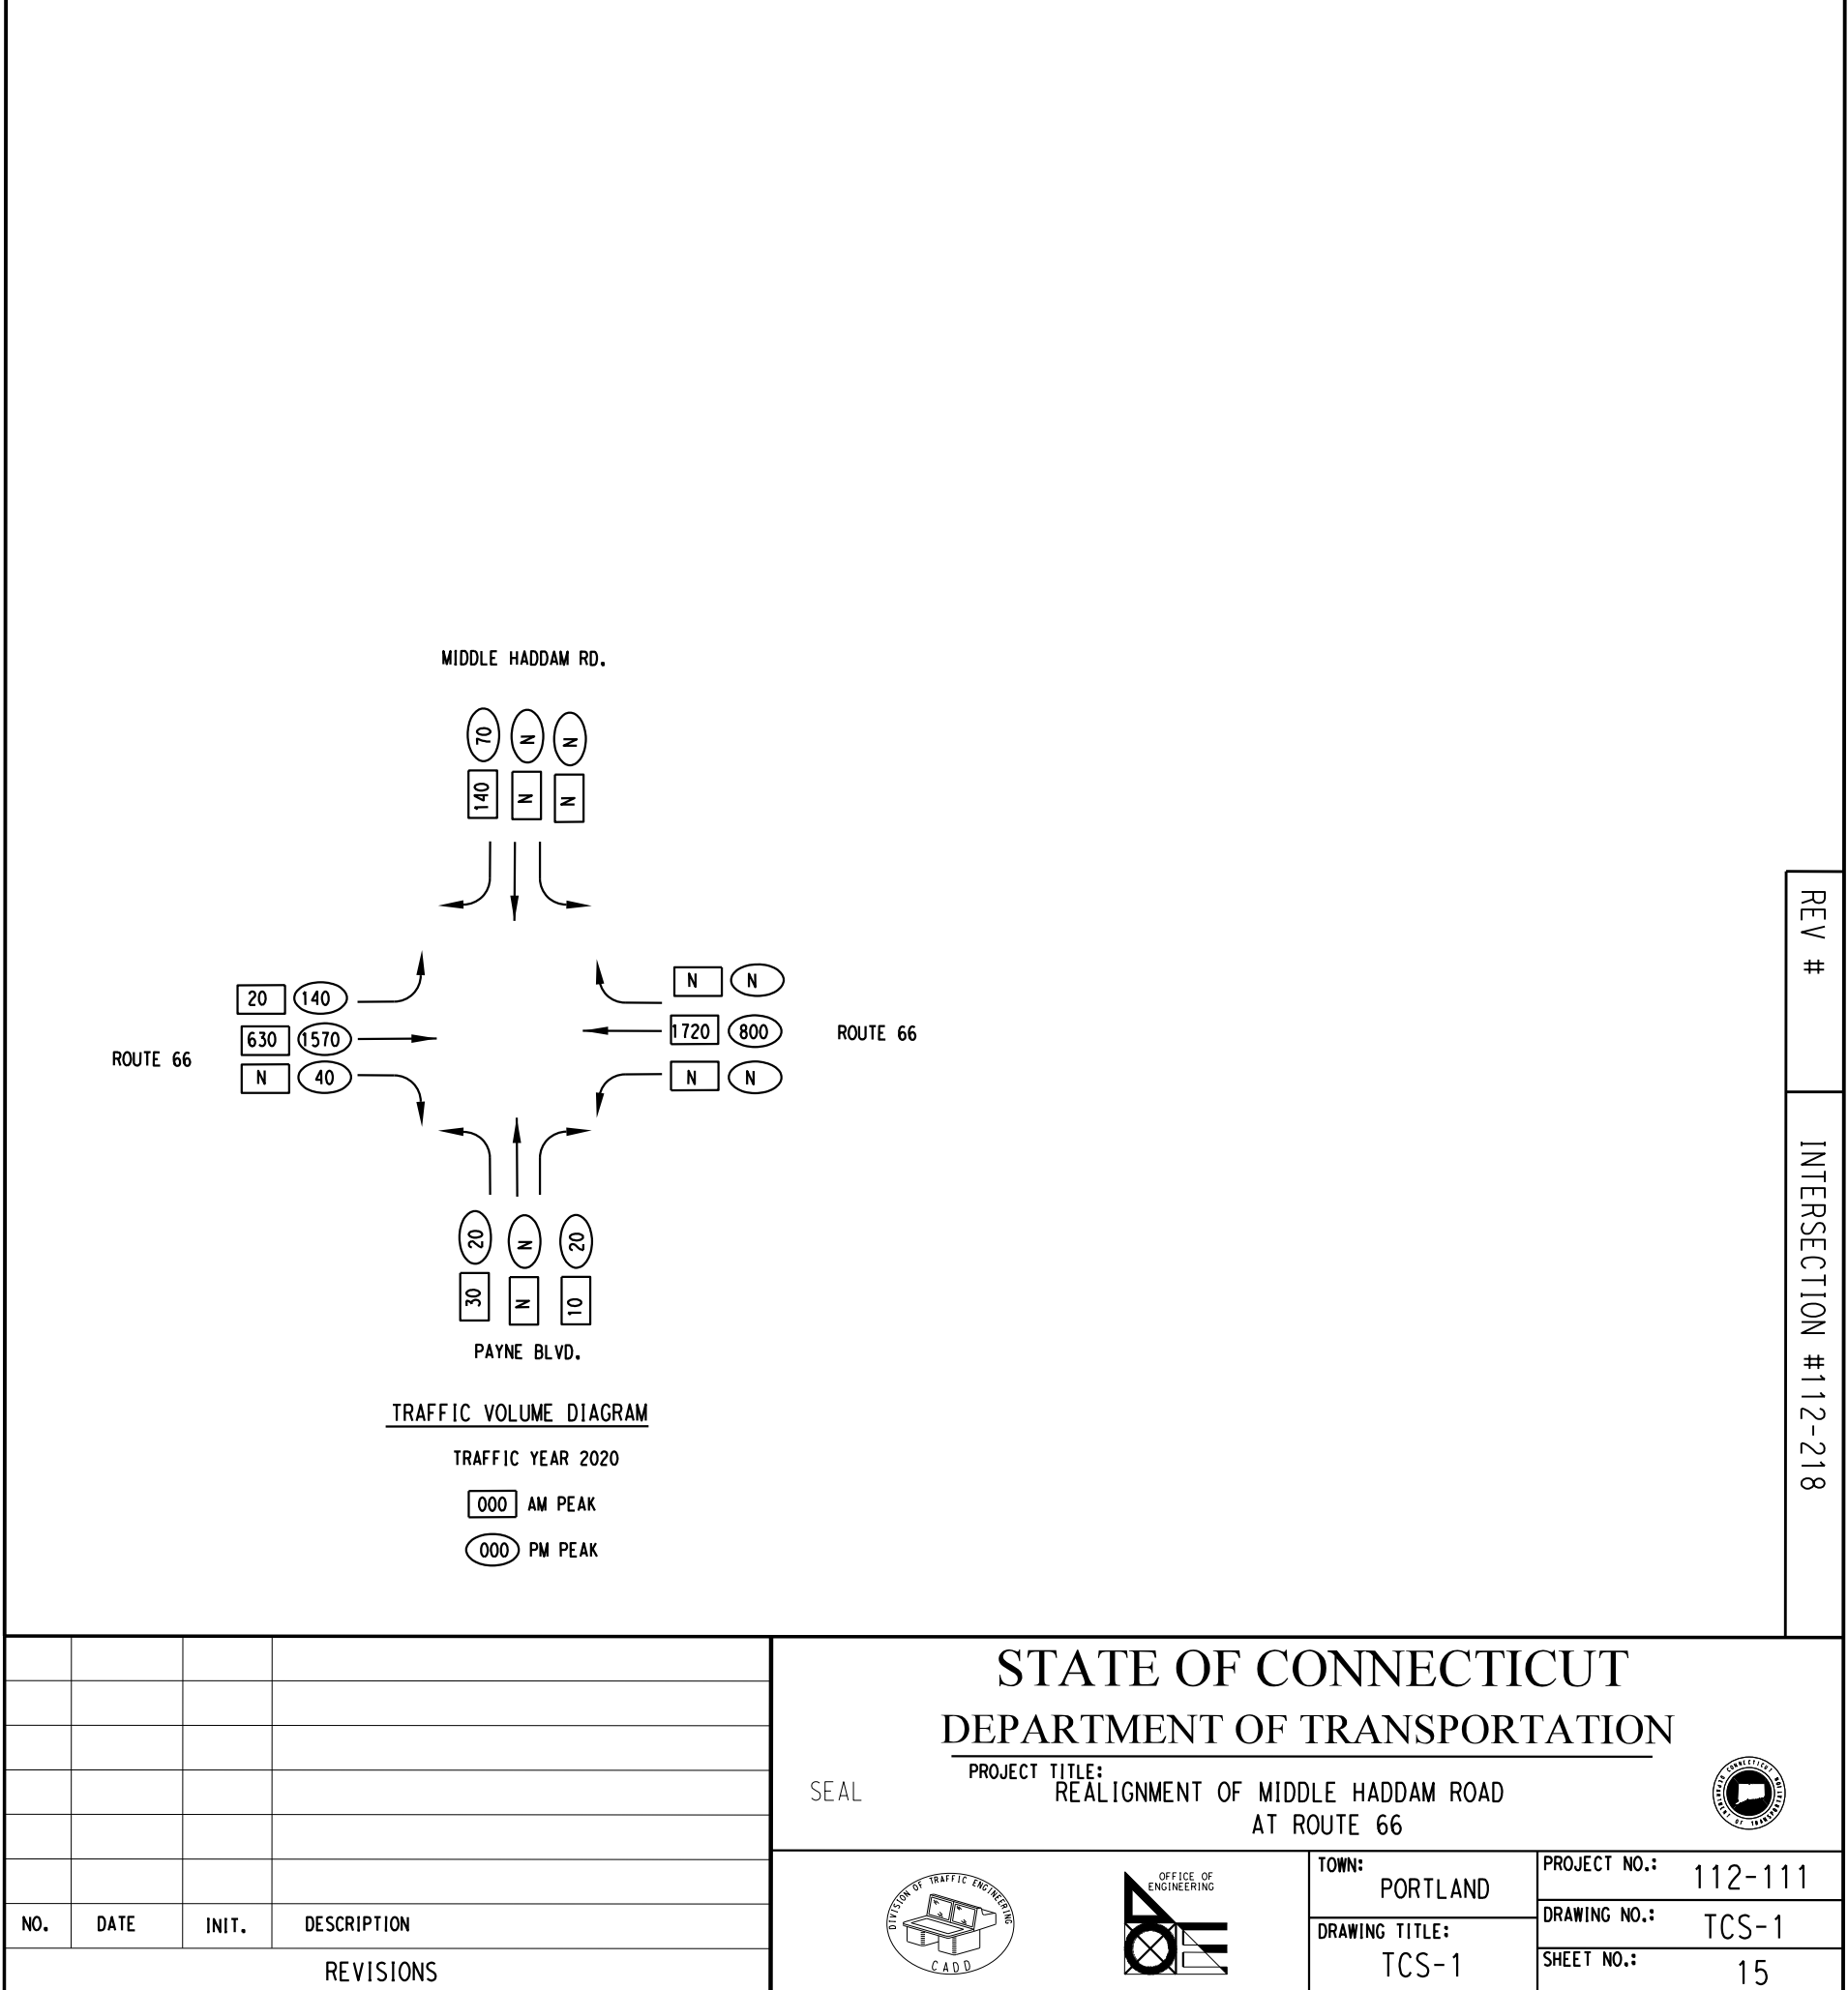 MIDDLE HADDAM RD.
70 N N
140 N N
20 140
630 1570
N 40
ROUTE 66
N N
1720 800
N N
ROUTE 66
20 N 20
30 N 10
PAYNE BLVD.
TRAFFIC VOLUME DIAGRAM
TRAFFIC YEAR 2020
000 AM PEAK
000 PM PEAK
REV #
INTERSECTION #112-218
NO. DATE INIT. DESCRIPTION
REVISIONS
STATE OF CONNECTICUT
DEPARTMENT OF TRANSPORTATION
SEAL
PROJECT TITLE:
REALIGNMENT OF MIDDLE HADDAM ROAD
AT ROUTE 66
DIVISION OF TRAFFIC ENGINEERING
CADD
OFFICE OF
ENGINEERING
TOWN:
PORTLAND
DRAWING TITLE:
TCS-1
PROJECT NO.: 112-111
DRAWING NO.: TCS-1
SHEET NO.: 15